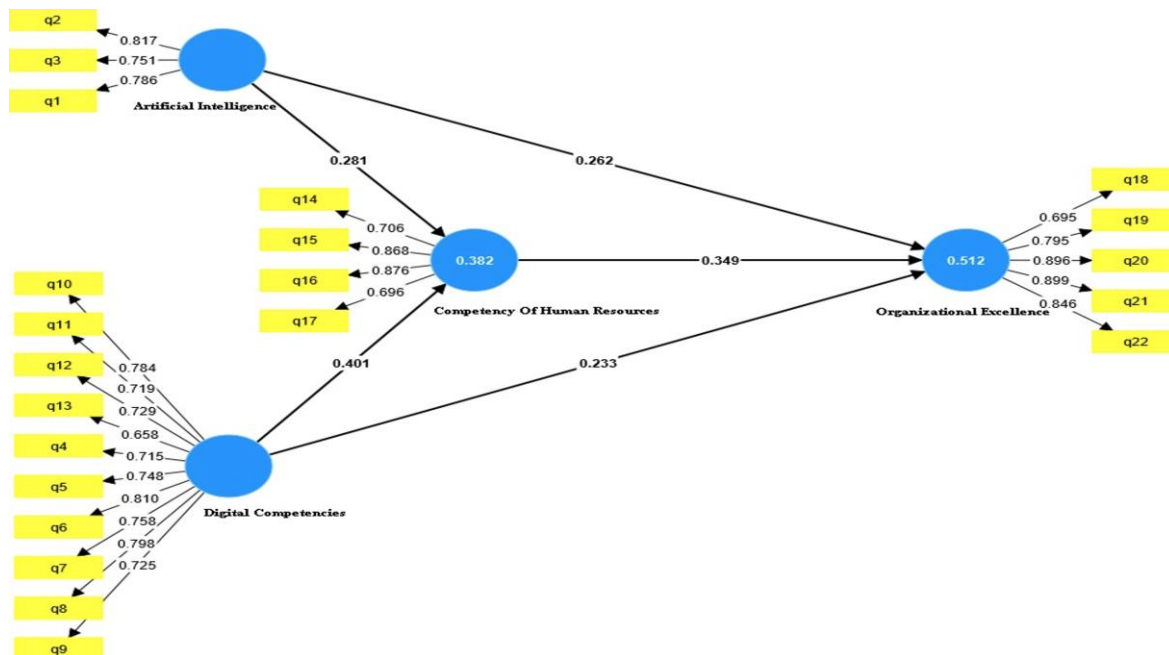 q2
q3
q1
0.817
0.751
0.786
Artificial Intelligence
0.281
0.262
q14
q15
q16
q17
0.706
0.868
0.876
0.696
0.382
Competency Of Human Resources
0.349
q18
q19
q20
q21
q22
0.695
0.795
0.896
0.899
0.846
0.512
Organizational Excellence
0.401
0.233
q10
q11
q12
q13
q4
q5
q6
q7
q8
q9
0.784
0.719
0.729
0.658
0.715
0.748
0.810
0.758
0.798
0.725
Digital Competencies